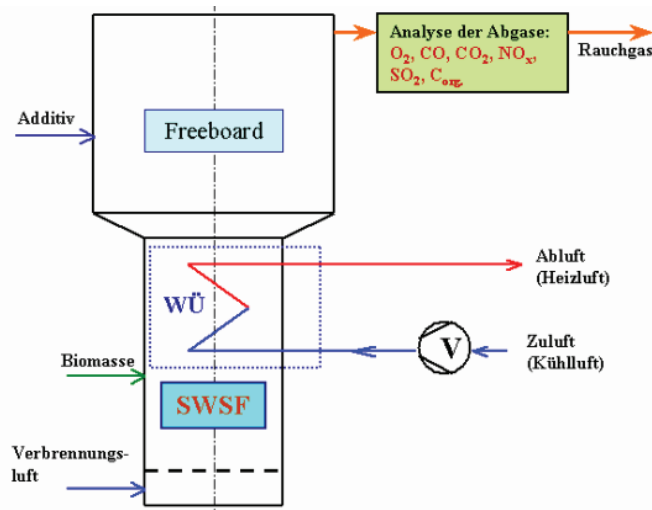 Analyse der Abgase:
O₂, CO, CO₂, NOₓ,
SO₂, C_org.
Rauchgas
Additiv
Freeboard
Abluft
(Heizluft)
WÜ
V
Zuluft
(Kühlluft)
Biomasse
SWSF
Verbrennungs-
luft